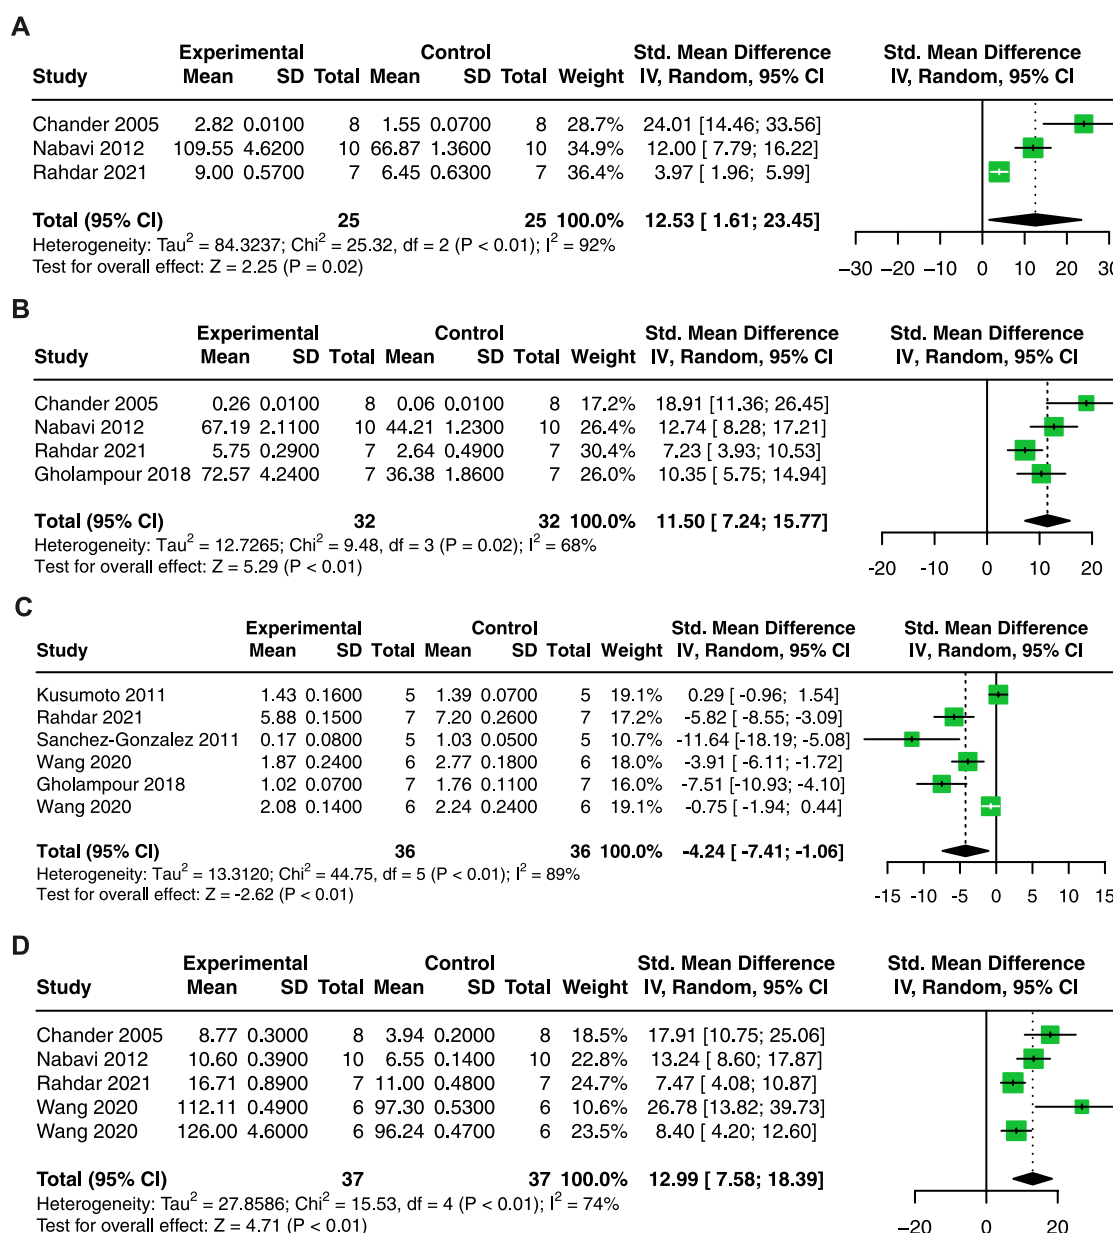 A
Experimental Control Std. Mean Difference Std. Mean Difference
Study Mean SD Total Mean SD Total Weight IV, Random, 95% CI IV, Random, 95% CI
Chander 2005 2.82 0.0100 8 1.55 0.0700 8 28.7% 24.01 [14.46; 33.56]
Nabavi 2012 109.55 4.6200 10 66.87 1.3600 10 34.9% 12.00 [ 7.79; 16.22]
Rahdar 2021 9.00 0.5700 7 6.45 0.6300 7 36.4% 3.97 [ 1.96; 5.99]
Total (95% CI) 25 25 100.0% 12.53 [ 1.61; 23.45]
Heterogeneity: Tau² = 84.3237; Chi² = 25.32, df = 2 (P < 0.01); I² = 92%
Test for overall effect: Z = 2.25 (P = 0.02)
−30 −20 −10 0 10 20 30
B
Experimental Control Std. Mean Difference Std. Mean Difference
Study Mean SD Total Mean SD Total Weight IV, Random, 95% CI IV, Random, 95% CI
Chander 2005 0.26 0.0100 8 0.06 0.0100 8 17.2% 18.91 [11.36; 26.45]
Nabavi 2012 67.19 2.1100 10 44.21 1.2300 10 26.4% 12.74 [ 8.28; 17.21]
Rahdar 2021 5.75 0.2900 7 2.64 0.4900 7 30.4% 7.23 [ 3.93; 10.53]
Gholampour 2018 72.57 4.2400 7 36.38 1.8600 7 26.0% 10.35 [ 5.75; 14.94]
Total (95% CI) 32 32 100.0% 11.50 [ 7.24; 15.77]
Heterogeneity: Tau² = 12.7265; Chi² = 9.48, df = 3 (P = 0.02); I² = 68%
Test for overall effect: Z = 5.29 (P < 0.01)
-20 -10 0 10 20
C
Experimental Control Std. Mean Difference Std. Mean Difference
Study Mean SD Total Mean SD Total Weight IV, Random, 95% CI IV, Random, 95% CI
Kusumoto 2011 1.43 0.1600 5 1.39 0.0700 5 19.1% 0.29 [ -0.96; 1.54]
Rahdar 2021 5.88 0.1500 7 7.20 0.2600 7 17.2% -5.82 [ -8.55; -3.09]
Sanchez-Gonzalez 2011 0.17 0.0800 5 1.03 0.0500 5 10.7% -11.64 [-18.19; -5.08]
Wang 2020 1.87 0.2400 6 2.77 0.1800 6 18.0% -3.91 [ -6.11; -1.72]
Gholampour 2018 1.02 0.0700 7 1.76 0.1100 7 16.0% -7.51 [-10.93; -4.10]
Wang 2020 2.08 0.1400 6 2.24 0.2400 6 19.1% -0.75 [ -1.94; 0.44]
Total (95% CI) 36 36 100.0% -4.24 [ -7.41; -1.06]
Heterogeneity: Tau² = 13.3120; Chi² = 44.75, df = 5 (P < 0.01); I² = 89%
Test for overall effect: Z = -2.62 (P < 0.01)
-15 -10 -5 0 5 10 15
D
Experimental Control Std. Mean Difference Std. Mean Difference
Study Mean SD Total Mean SD Total Weight IV, Random, 95% CI IV, Random, 95% CI
Chander 2005 8.77 0.3000 8 3.94 0.2000 8 18.5% 17.91 [10.75; 25.06]
Nabavi 2012 10.60 0.3900 10 6.55 0.1400 10 22.8% 13.24 [ 8.60; 17.87]
Rahdar 2021 16.71 0.8900 7 11.00 0.4800 7 24.7% 7.47 [ 4.08; 10.87]
Wang 2020 112.11 0.4900 6 97.30 0.5300 6 10.6% 26.78 [13.82; 39.73]
Wang 2020 126.00 4.6000 6 96.24 0.4700 6 23.5% 8.40 [ 4.20; 12.60]
Total (95% CI) 37 37 100.0% 12.99 [ 7.58; 18.39]
Heterogeneity: Tau² = 27.8586; Chi² = 15.53, df = 4 (P < 0.01); I² = 74%
Test for overall effect: Z = 4.71 (P < 0.01)
−20 0 20